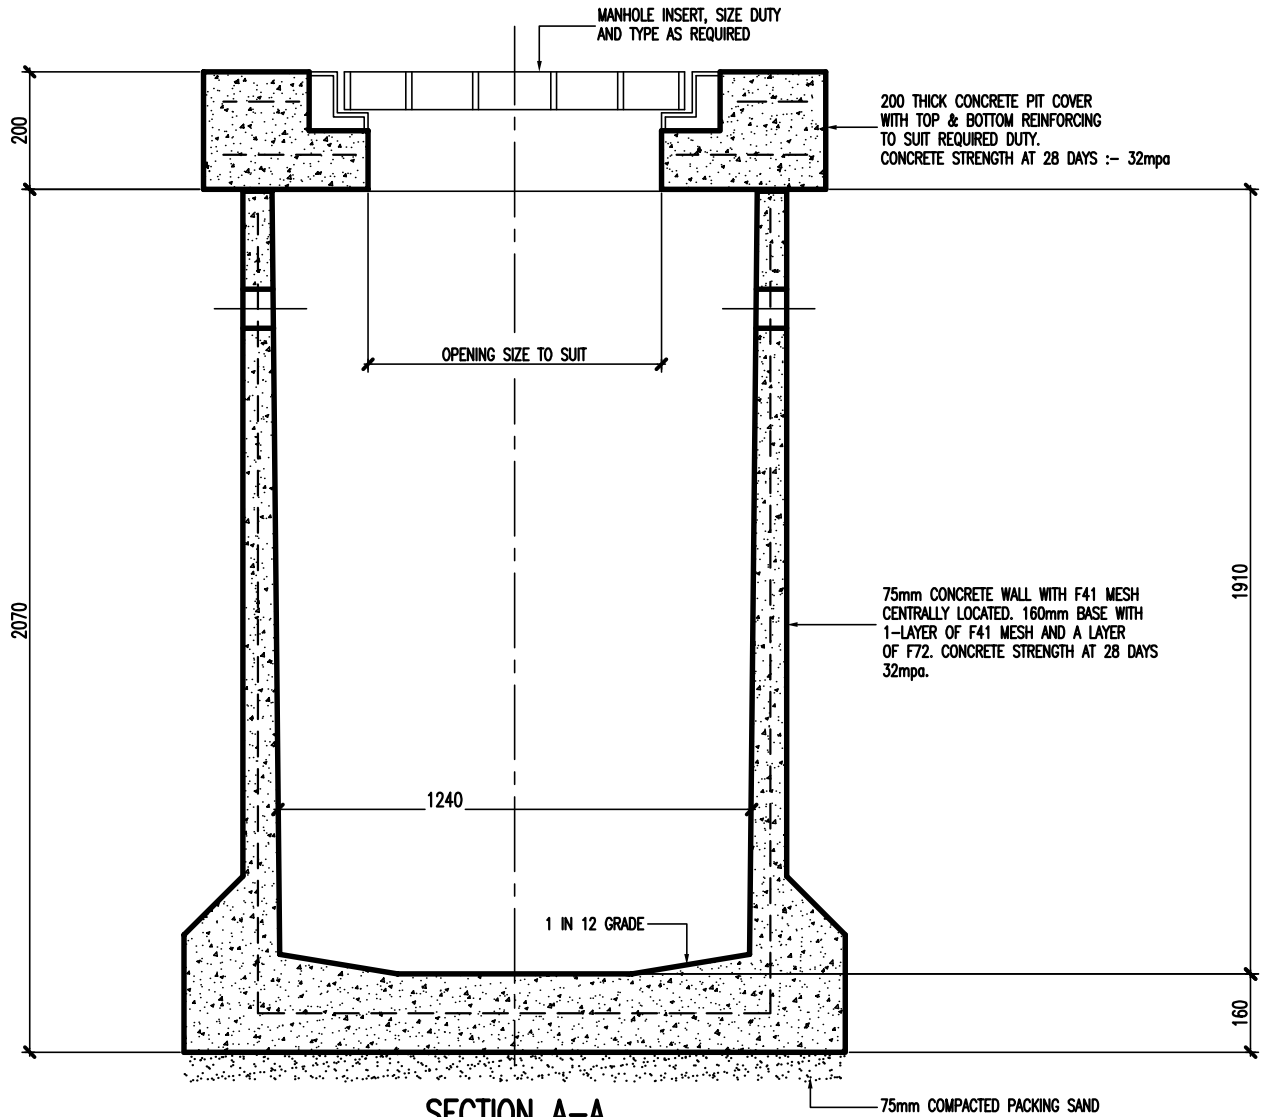 MANHOLE INSERT, SIZE DUTY
AND TYPE AS REQUIRED
200
200 THICK CONCRETE PIT COVER
WITH TOP & BOTTOM REINFORCING
TO SUIT REQUIRED DUTY.
CONCRETE STRENGTH AT 28 DAYS :- 32mpa
OPENING SIZE TO SUIT
2070
1910
75mm CONCRETE WALL WITH F41 MESH
CENTRALLY LOCATED. 160mm BASE WITH
1-LAYER OF F41 MESH AND A LAYER
OF F72. CONCRETE STRENGTH AT 28 DAYS
32mpa.
1240
1 IN 12 GRADE
160
75mm COMPACTED PACKING SAND
SECTION A-A